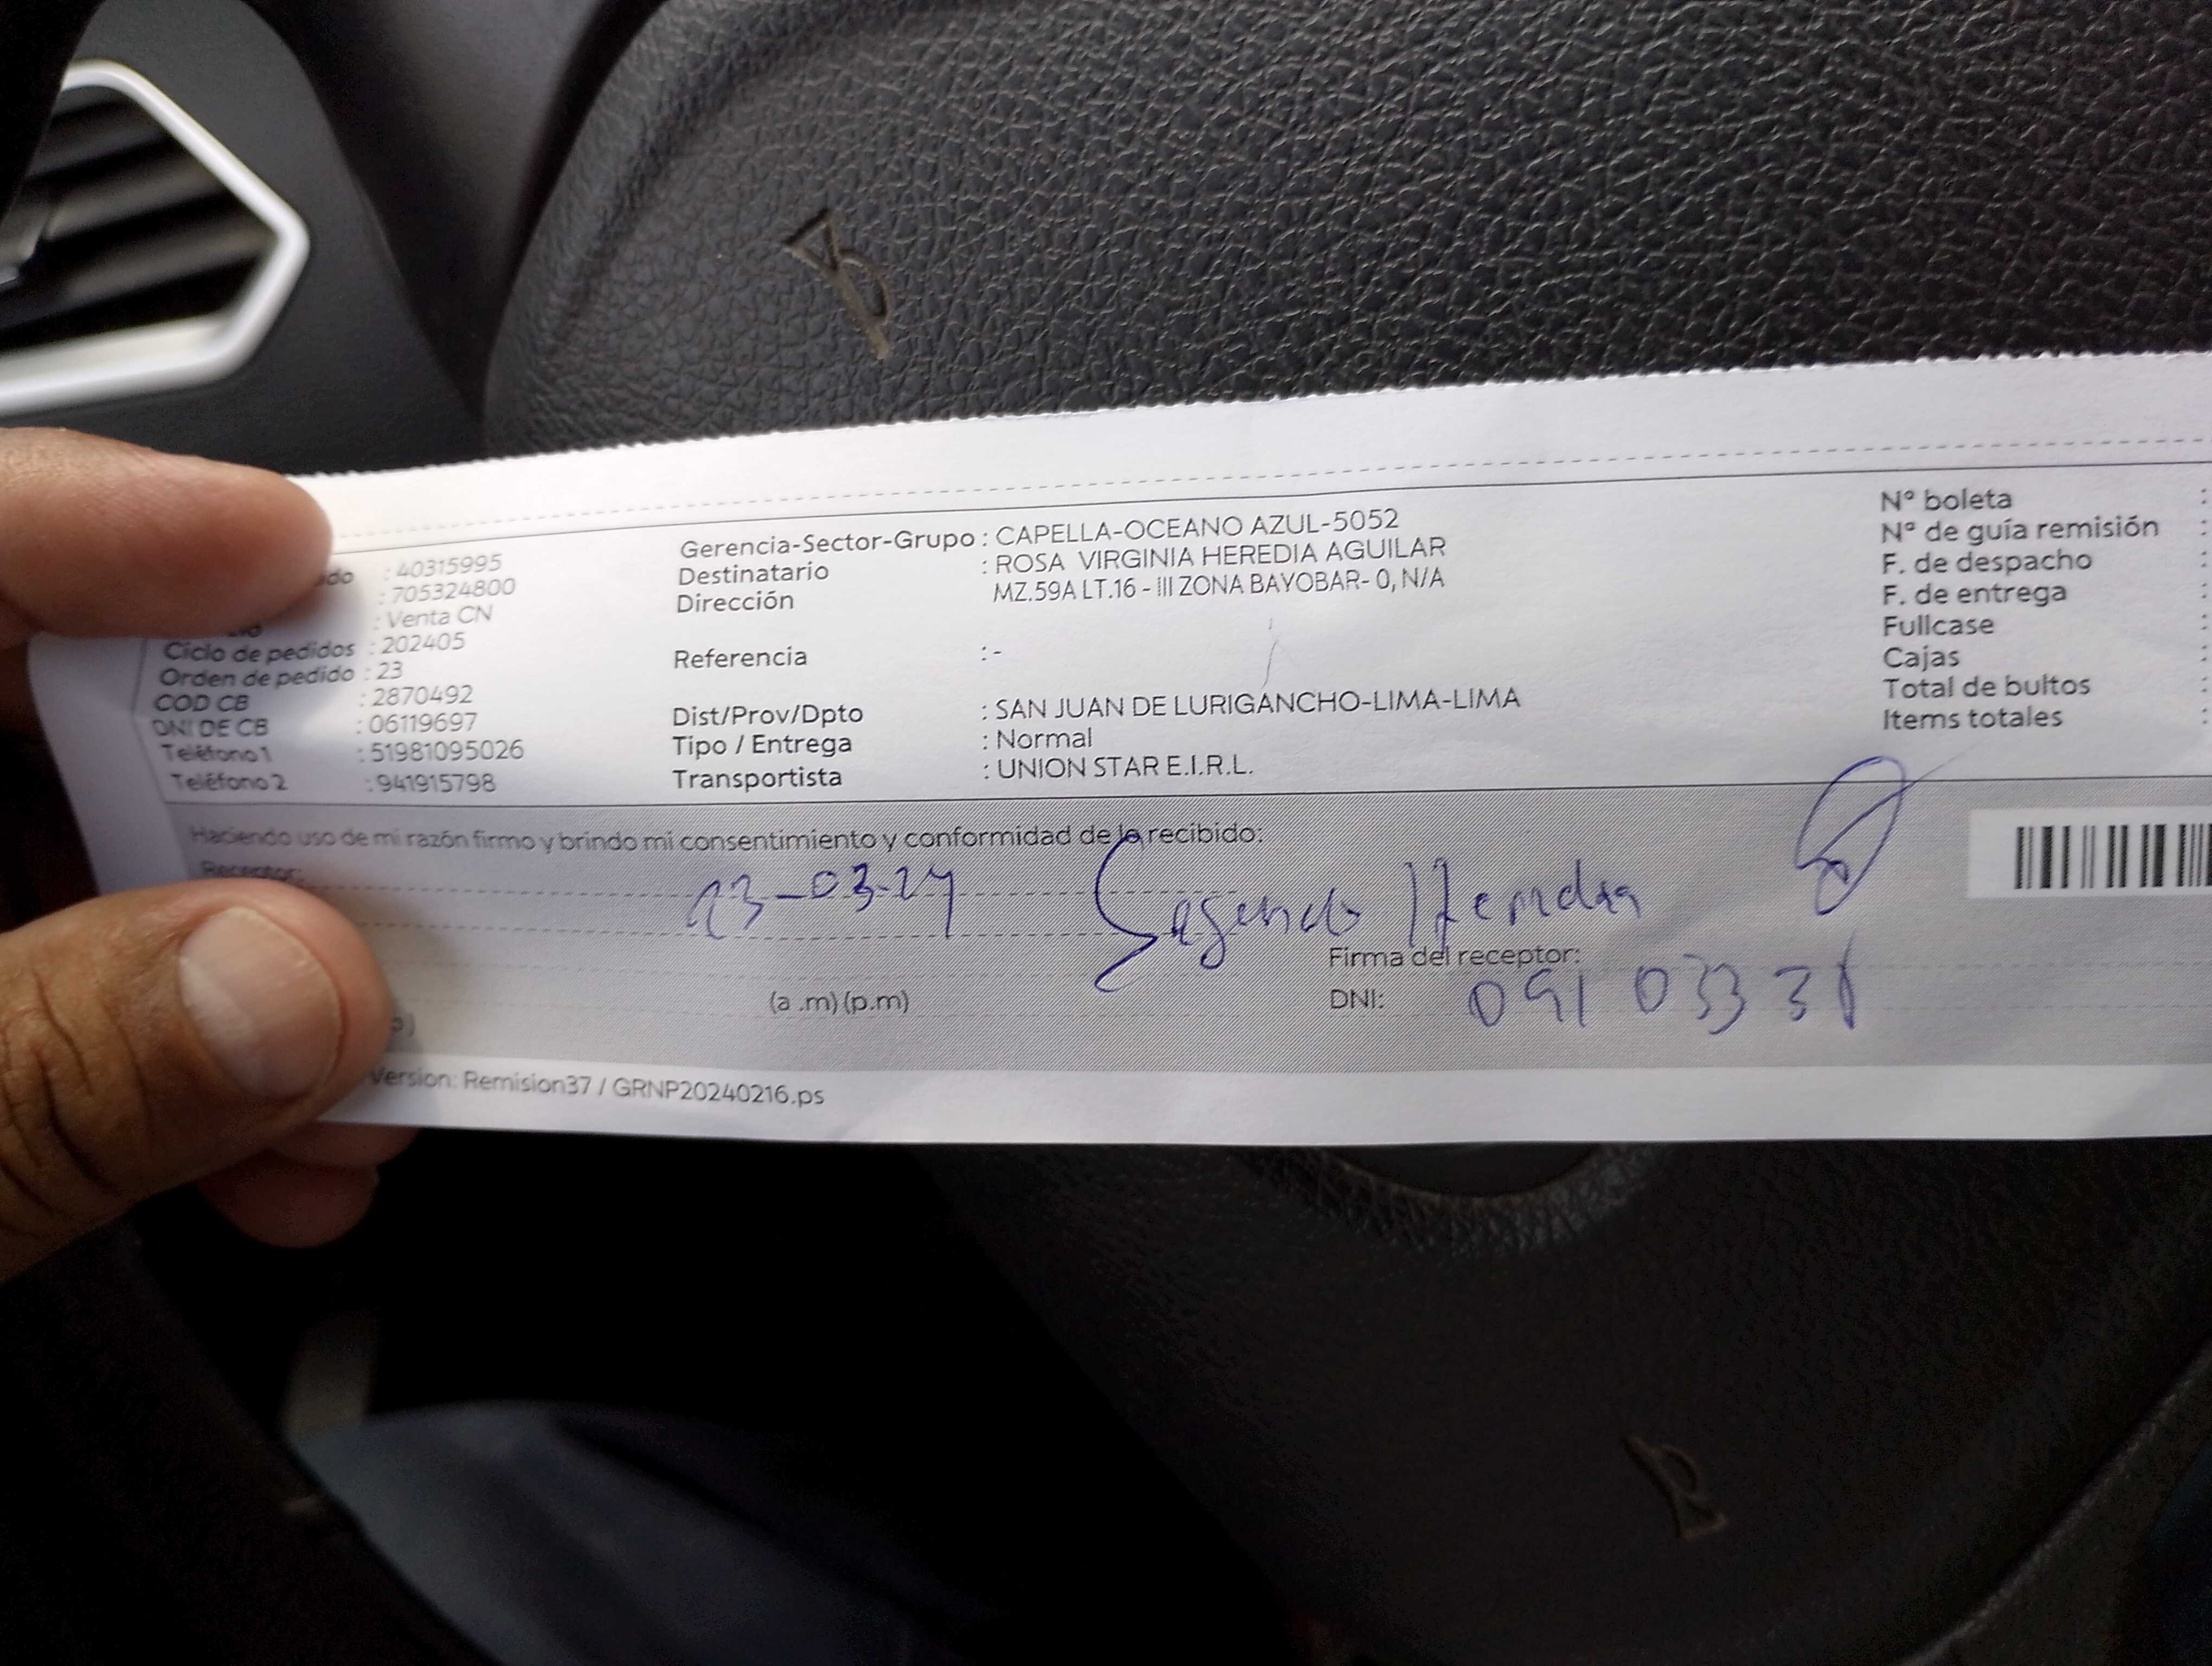 : 40315995
: 705324800
: Venta CN
Ciclo de pedidos : 202405
Orden de pedido : 23
COD CB : 2870492
DNI DE CB : 06119697
Teléfono 1 : 51981095026
Teléfono 2 : 941915798
Gerencia-Sector-Grupo : CAPELLA-OCEANO AZUL-5052
Destinatario : ROSA VIRGINIA HEREDIA AGUILAR
Dirección MZ.59A LT.16 - III ZONA BAYOBAR- 0, N/A
Referencia : -
Dist/Prov/Dpto : SAN JUAN DE LURIGANCHO-LIMA-LIMA
Tipo / Entrega : Normal
Transportista : UNION STAR E.I.R.L.
N° boleta :
N° de guía remisión :
F. de despacho :
F. de entrega :
Fullcase :
Cajas :
Total de bultos :
Items totales :
Haciendo uso de mi razón firmo y brindo mi consentimiento y conformidad de lo recibido:
Receptor:
03-24 Heredia
Firma del receptor:
(a .m) (p.m) DNI:
Version: Remision37 / GRNP20240216.ps